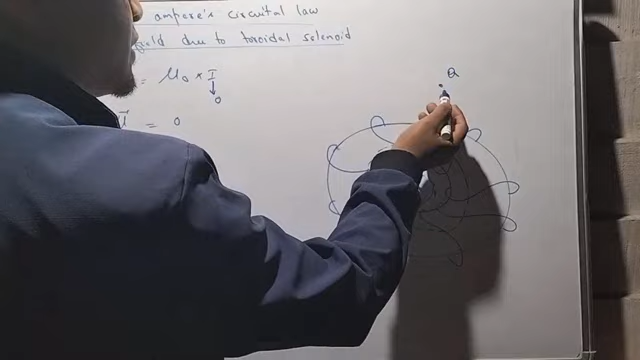 ampere's circuital law
field due to toroidal solenoid
= μ₀ × I
↓
0
= 0
Q